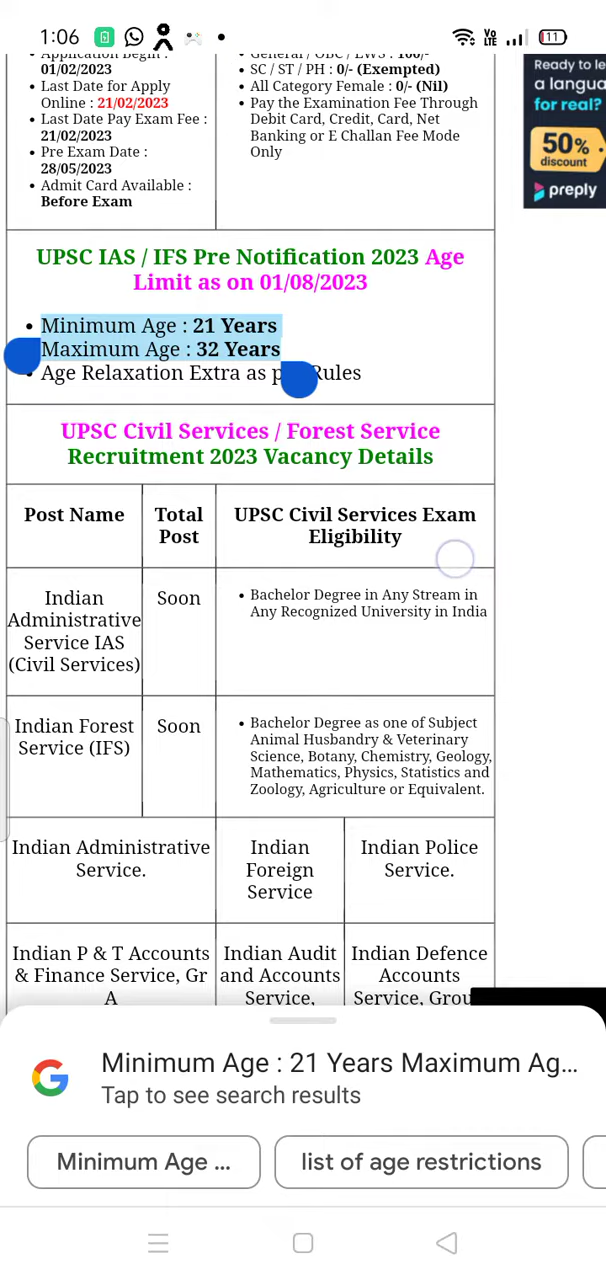 1:06
Vo
LTE
11
Application Begin :
01/02/2023
Last Date for Apply
Online : 21/02/2023
Last Date Pay Exam Fee :
21/02/2023
Pre Exam Date :
28/05/2023
Admit Card Available :
Before Exam
General / OBC / EWS : 100/-
SC / ST / PH : 0/- (Exempted)
All Category Female : 0/- (Nil)
Pay the Examination Fee Through
Debit Card, Credit, Card, Net
Banking or E Challan Fee Mode
Only
Ready to le
a langua
for real?
50%
discount
preply
UPSC IAS / IFS Pre Notification 2023 Age
Limit as on 01/08/2023
Minimum Age : 21 Years
Maximum Age : 32 Years
Age Relaxation Extra as p Rules
UPSC Civil Services / Forest Service
Recruitment 2023 Vacancy Details
Post Name
Total
Post
UPSC Civil Services Exam
Eligibility
Indian
Administrative
Service IAS
(Civil Services)
Soon
Bachelor Degree in Any Stream in
Any Recognized University in India
Indian Forest
Service (IFS)
Soon
Bachelor Degree as one of Subject
Animal Husbandry & Veterinary
Science, Botany, Chemistry, Geology,
Mathematics, Physics, Statistics and
Zoology, Agriculture or Equivalent.
Indian Administrative
Service.
Indian
Foreign
Service
Indian Police
Service.
Indian P & T Accounts
& Finance Service, Gr
A
Indian Audit
and Accounts
Service,
Indian Defence
Accounts
Service, Grou
Minimum Age : 21 Years Maximum Ag...
Tap to see search results
Minimum Age ...
list of age restrictions